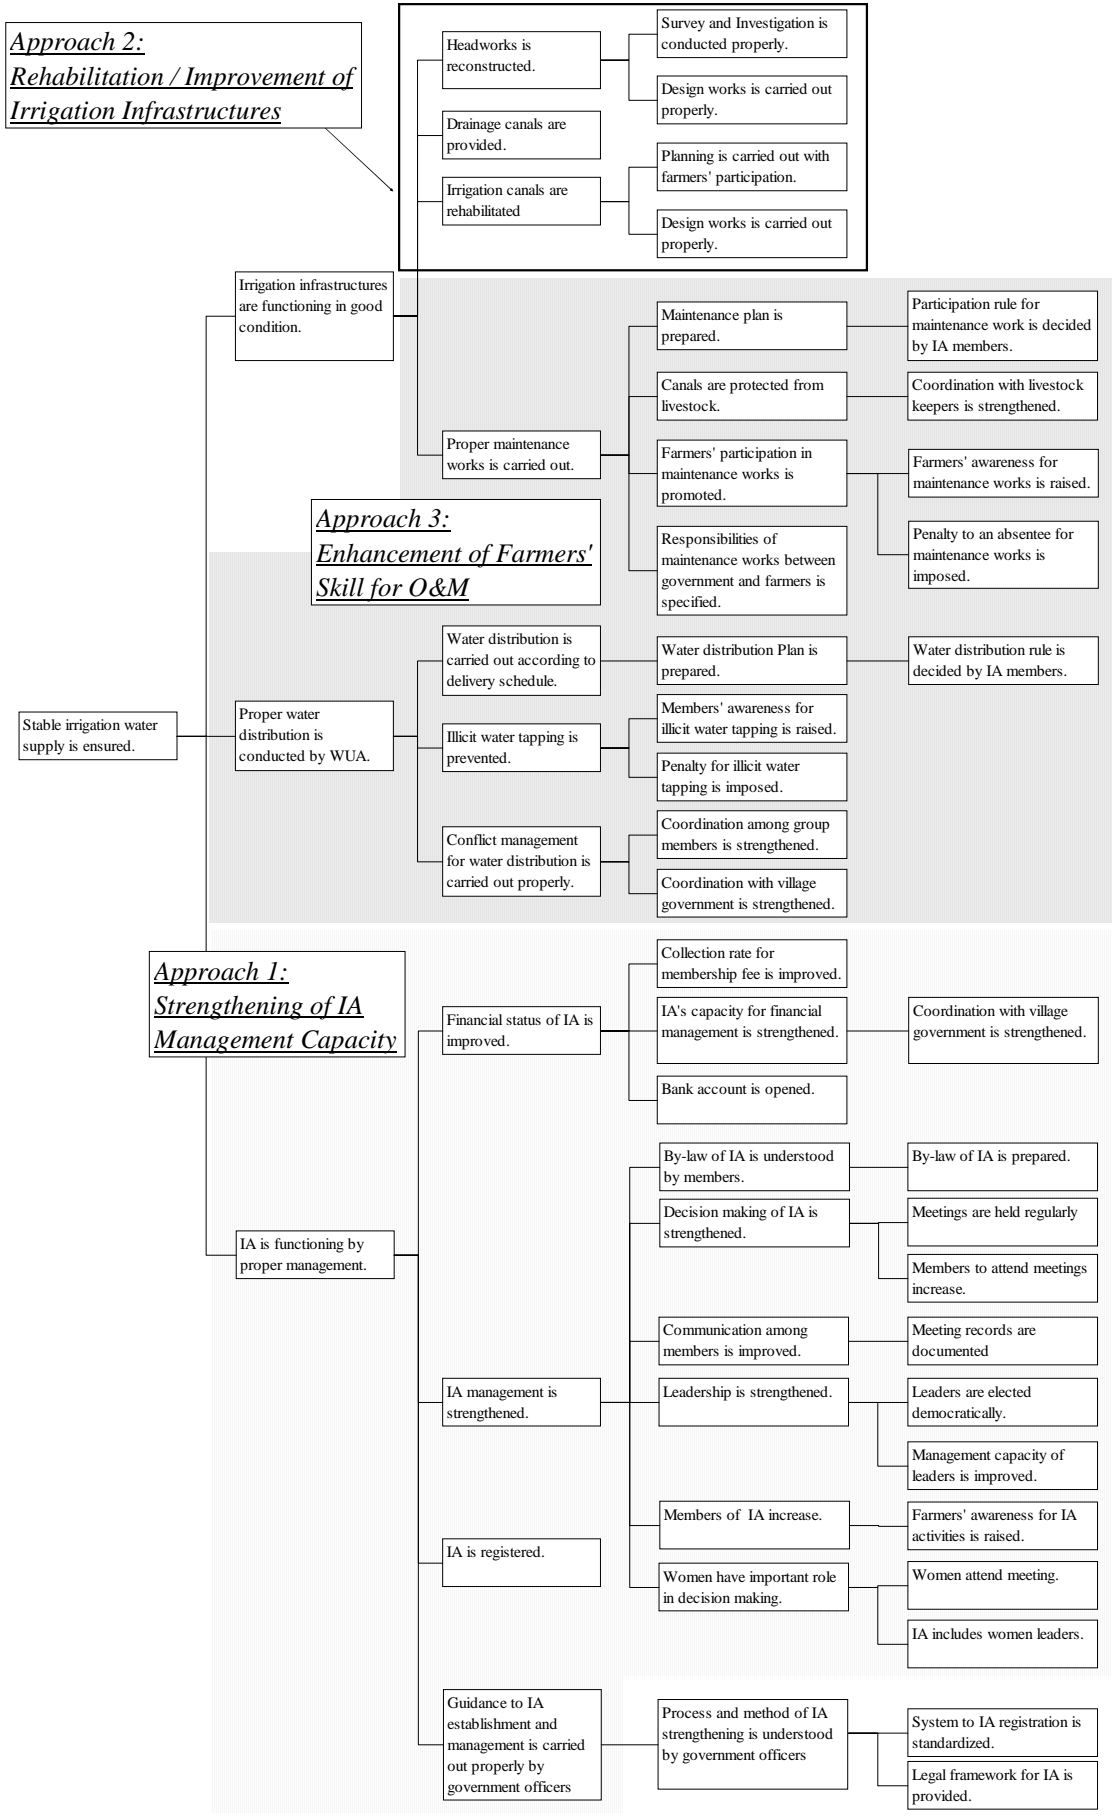 Approach 2:
Rehabilitation / Improvement of
Irrigation Infrastructures
Headworks is
reconstructed.
Survey and Investigation is
conducted properly.
Design works is carried out
properly.
Drainage canals are
provided.
Irrigation canals are
rehabilitated
Planning is carried out with
farmers' participation.
Design works is carried out
properly.
Irrigation infrastructures
are functioning in good
condition.
Proper maintenance
works is carried out.
Maintenance plan is
prepared.
Participation rule for
maintenance work is decided
by IA members.
Canals are protected from
livestock.
Coordination with livestock
keepers is strengthened.
Farmers' participation in
maintenance works is
promoted.
Farmers' awareness for
maintenance works is raised.
Penalty to an absentee for
maintenance works is
imposed.
Responsibilities of
maintenance works between
government and farmers is
specified.
Approach 3:
Enhancement of Farmers'
Skill for O&M
Stable irrigation water
supply is ensured.
Proper water
distribution is
conducted by WUA.
Water distribution is
carried out according to
delivery schedule.
Water distribution Plan is
prepared.
Water distribution rule is
decided by IA members.
Illicit water tapping is
prevented.
Members' awareness for
illicit water tapping is raised.
Penalty for illicit water
tapping is imposed.
Conflict management
for water distribution is
carried out properly.
Coordination among group
members is strengthened.
Coordination with village
government is strengthened.
Approach 1:
Strengthening of IA
Management Capacity
IA is functioning by
proper management.
Financial status of IA is
improved.
Collection rate for
membership fee is improved.
IA's capacity for financial
management is strengthened.
Coordination with village
government is strengthened.
Bank account is opened.
IA management is
strengthened.
By-law of IA is understood
by members.
By-law of IA is prepared.
Decision making of IA is
strengthened.
Meetings are held regularly
Members to attend meetings
increase.
Communication among
members is improved.
Meeting records are
documented
Leadership is strengthened.
Leaders are elected
democratically.
Management capacity of
leaders is improved.
Members of  IA increase.
Farmers' awareness for IA
activities is raised.
Women have important role
in decision making.
Women attend meeting.
IA includes women leaders.
IA is registered.
Guidance to IA
establishment and
management is carried
out properly by
government officers
Process and method of IA
strengthening is understood
by government officers
System to IA registration is
standardized.
Legal framework for IA is
provided.